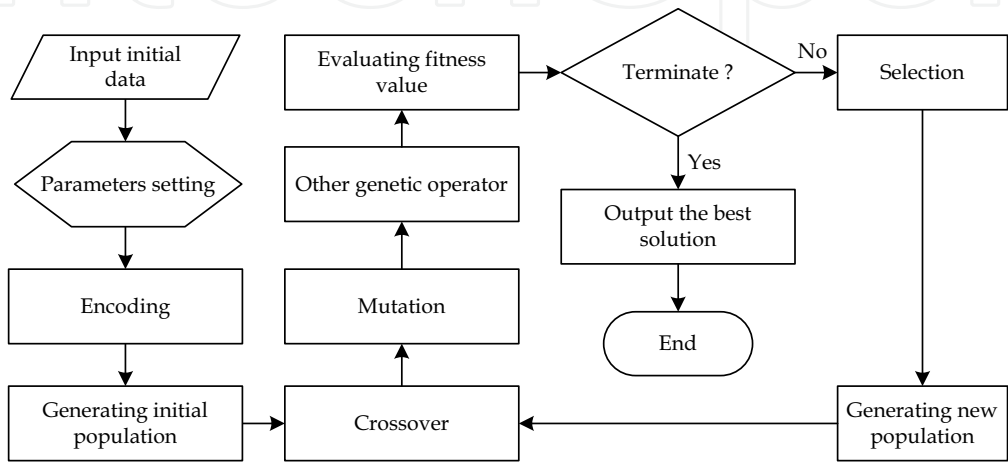 Input initial
data
Parameters setting
Encoding
Generating initial
population
Evaluating fitness
value
Other genetic operator
Mutation
Crossover
Terminate ?
No
Yes
Output the best
solution
End
Selection
Generating new
population